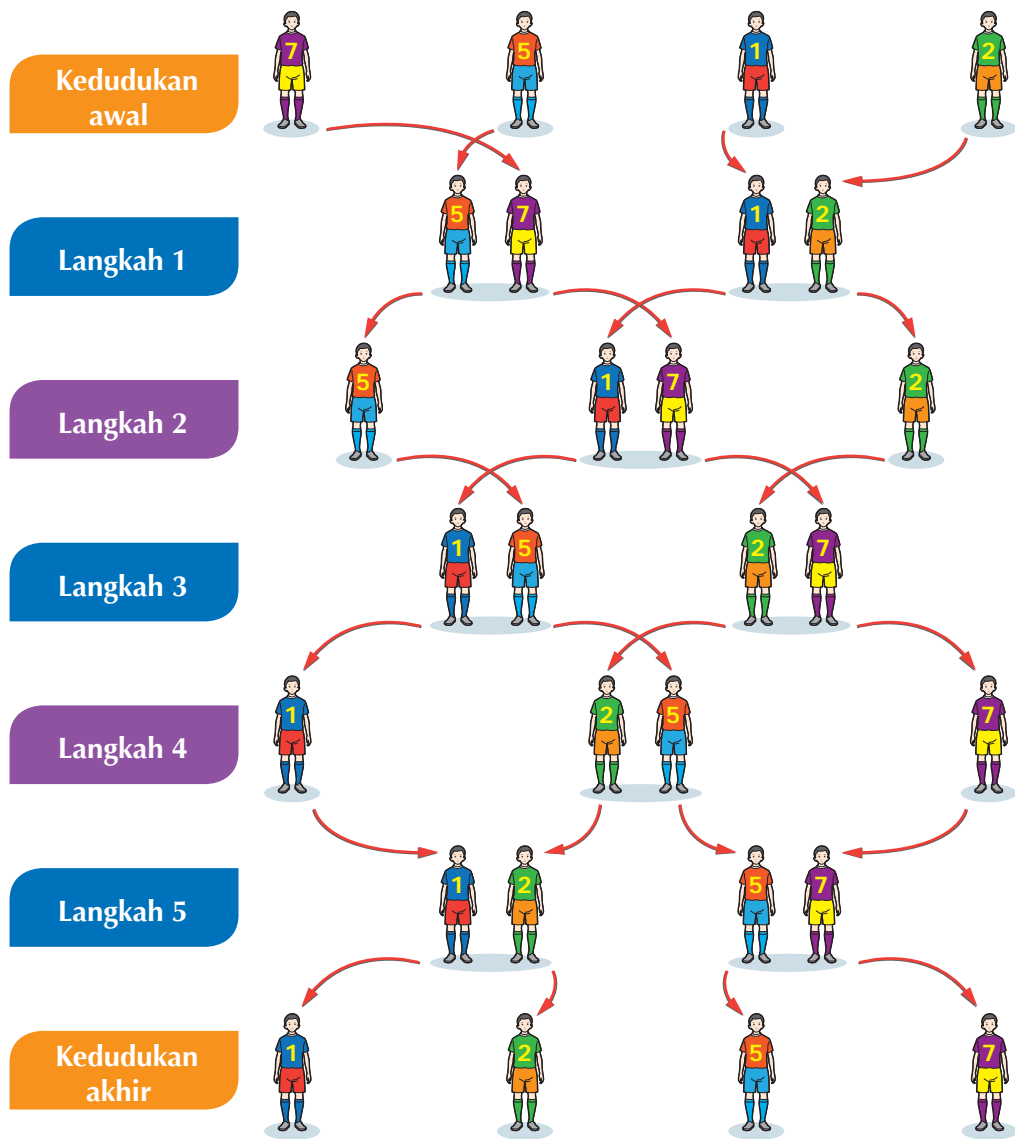 7 5 1 2
Kedudukan
awal
5 7 1 2
Langkah 1
5 1 7 2
Langkah 2
1 5 2 7
Langkah 3
1 2 5 7
Langkah 4
1 2 5 7
Langkah 5
1 2 5 7
Kedudukan
akhir